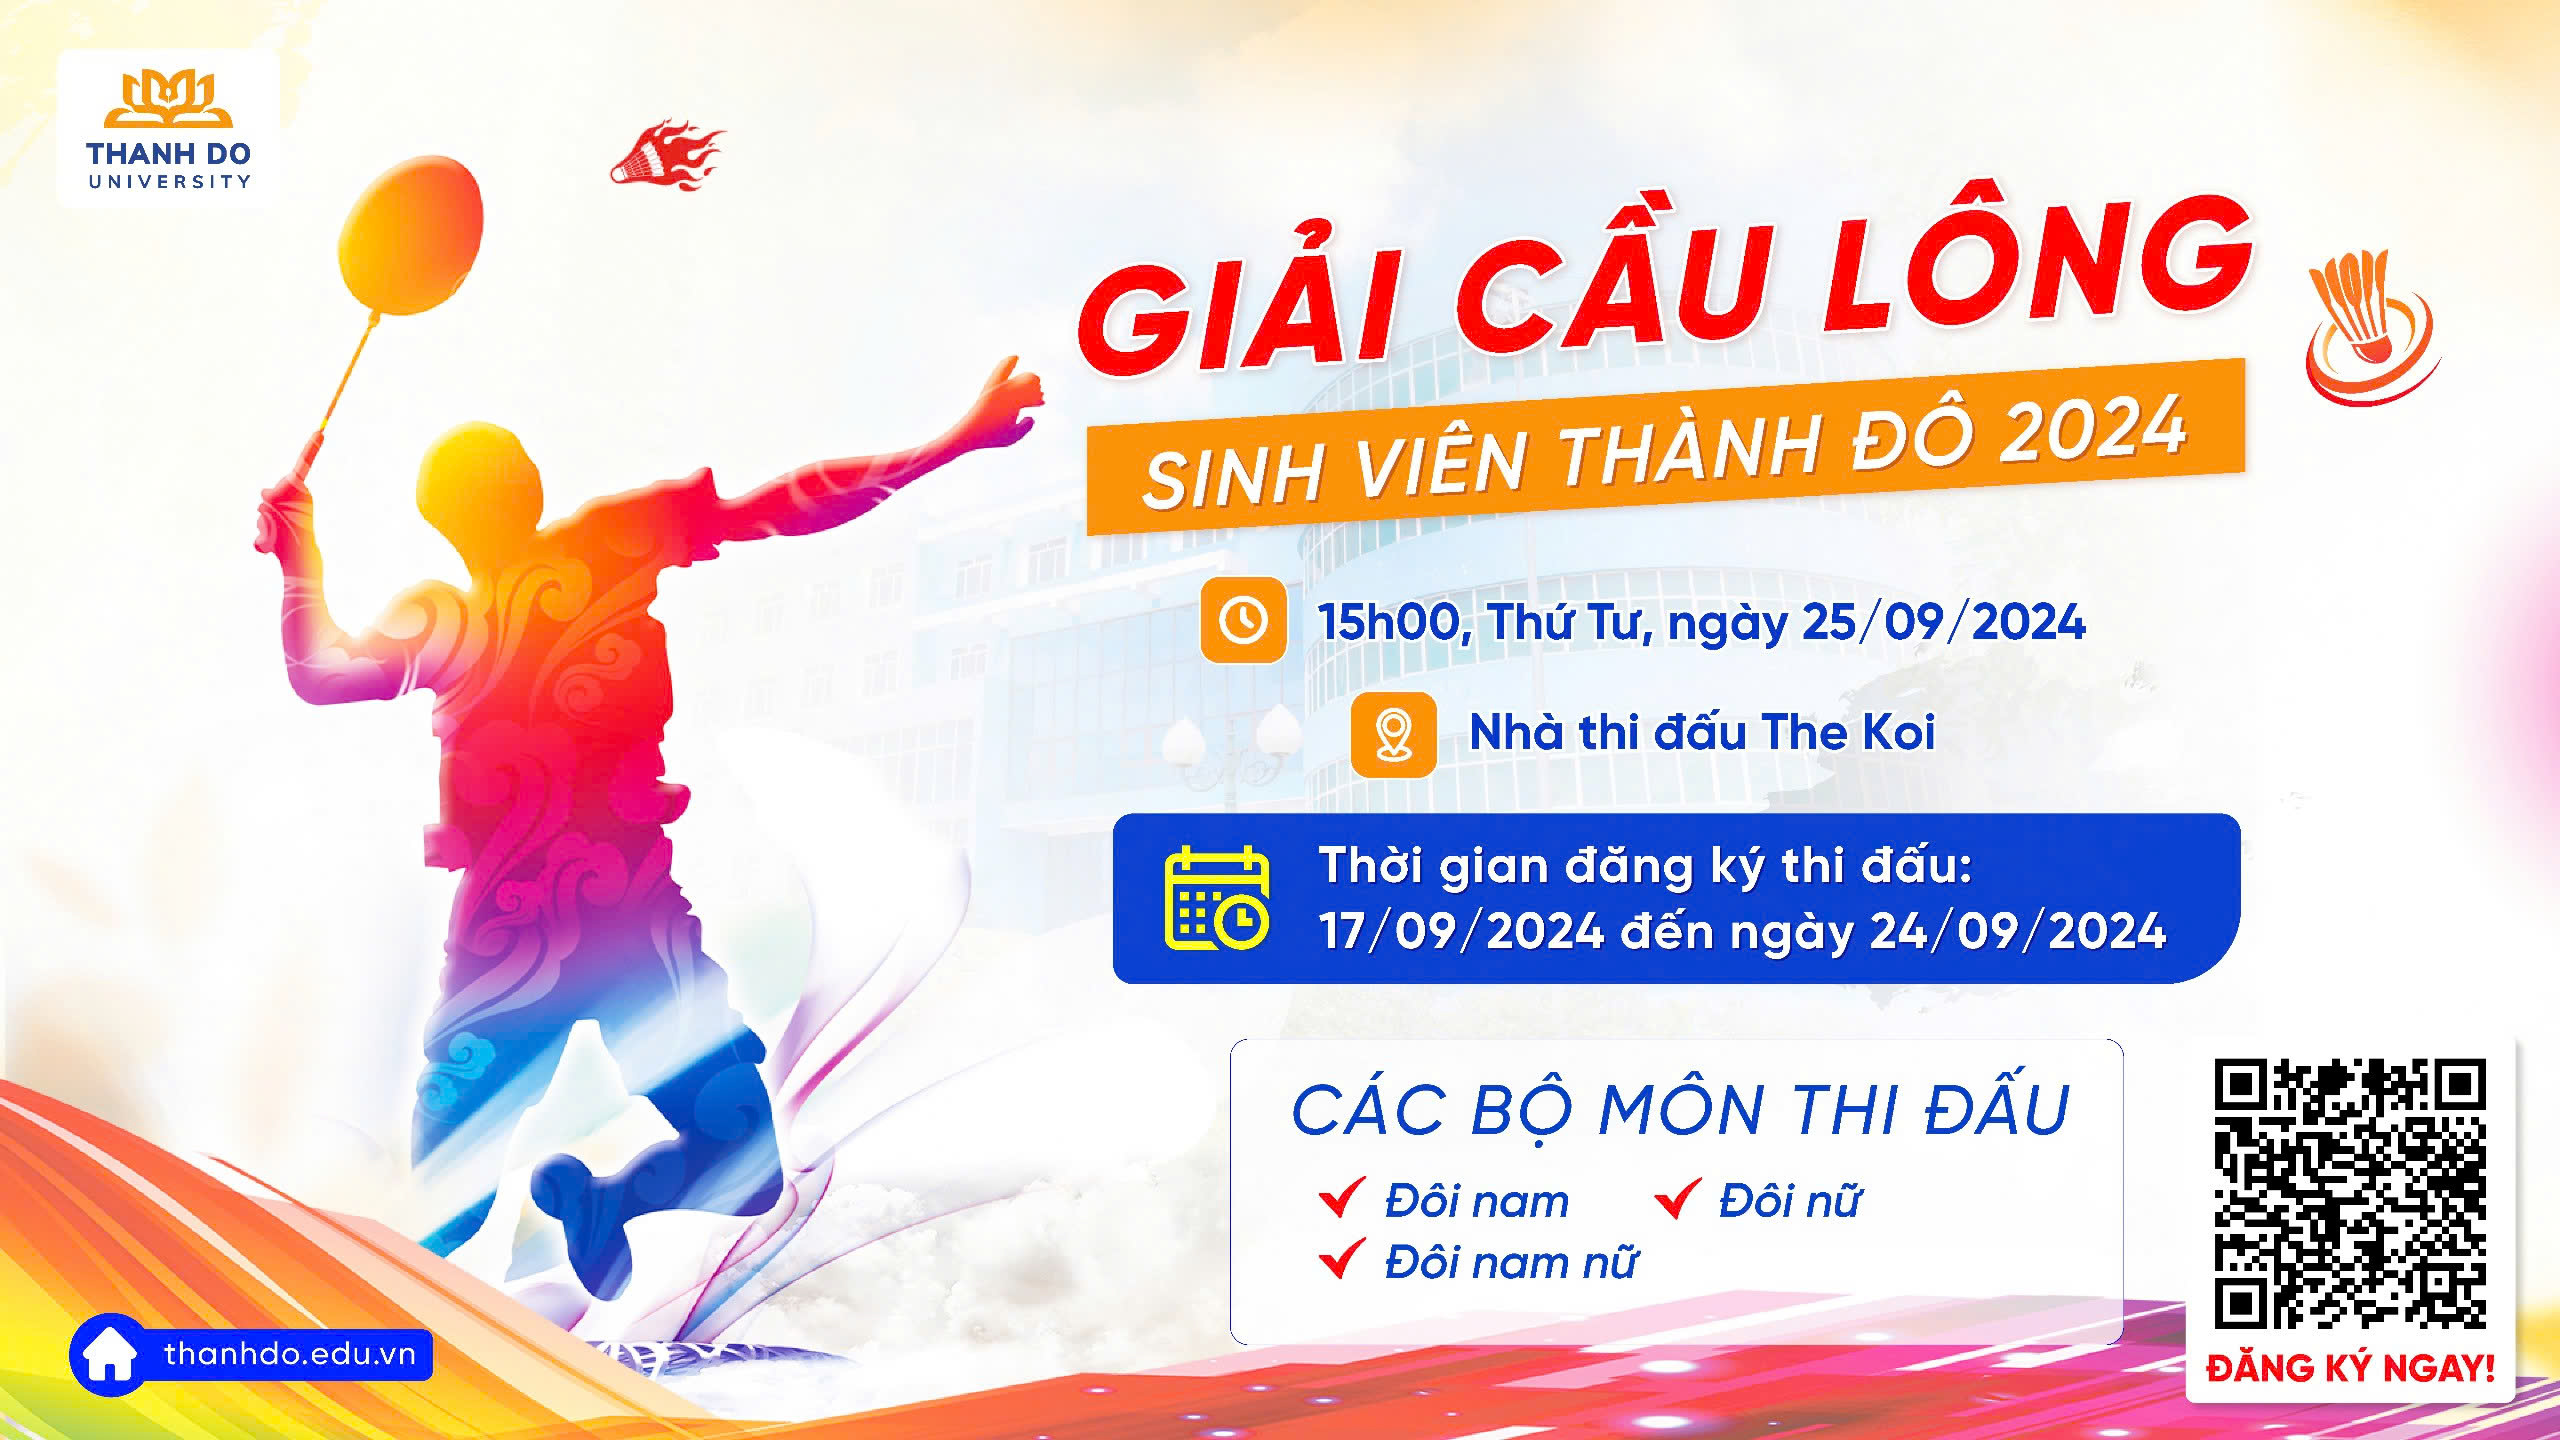 THANH DO
UNIVERSITY
GIẢI CẦU LÔNG
SINH VIÊN THÀNH ĐÔ 2024
15h00, Thứ Tư, ngày 25/09/2024
Nhà thi đấu The Koi
Thời gian đăng ký thi đấu:
17/09/2024 đến ngày 24/09/2024
CÁC BỘ MÔN THI ĐẤU
Đôi nam
Đôi nữ
Đôi nam nữ
thanhdo.edu.vn
ĐĂNG KÝ NGAY!